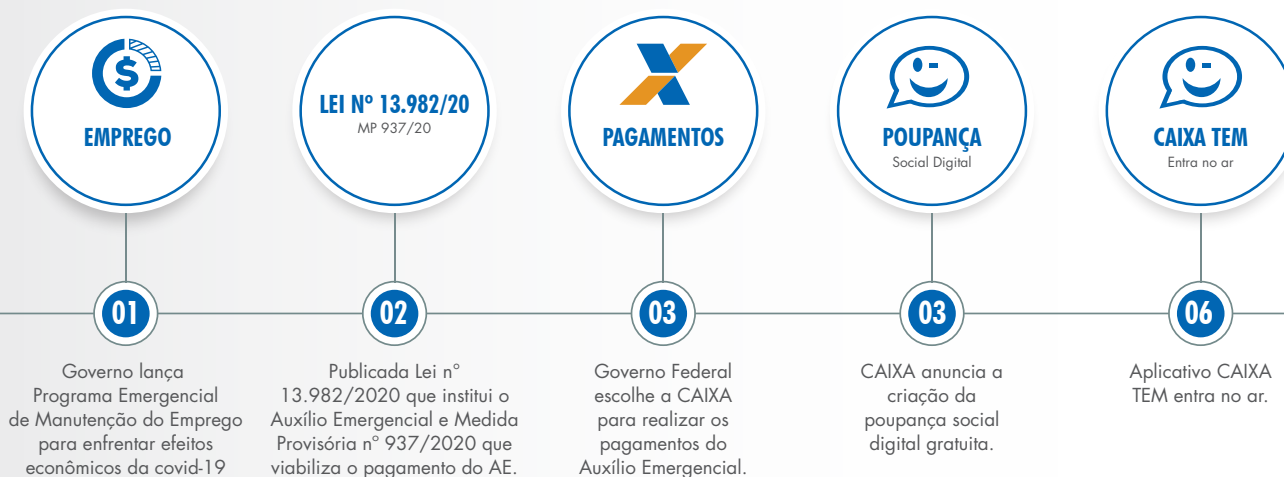 EMPREGO
LEI Nº 13.982/20
MP 937/20
PAGAMENTOS
POUPANÇA
Social Digital
CAIXA TEM
Entra no ar
01
02
03
03
06
Governo lança
Programa Emergencial
de Manutenção do Emprego
para enfrentar efeitos
econômicos da covid-19
Publicada Lei nº
13.982/2020 que institui o
Auxílio Emergencial e Medida
Provisória nº 937/2020 que
viabiliza o pagamento do AE.
Governo Federal
escolhe a CAIXA
para realizar os
pagamentos do
Auxílio Emergencial.
CAIXA anuncia a
criação da
poupança social
digital gratuita.
Aplicativo CAIXA
TEM entra no ar.